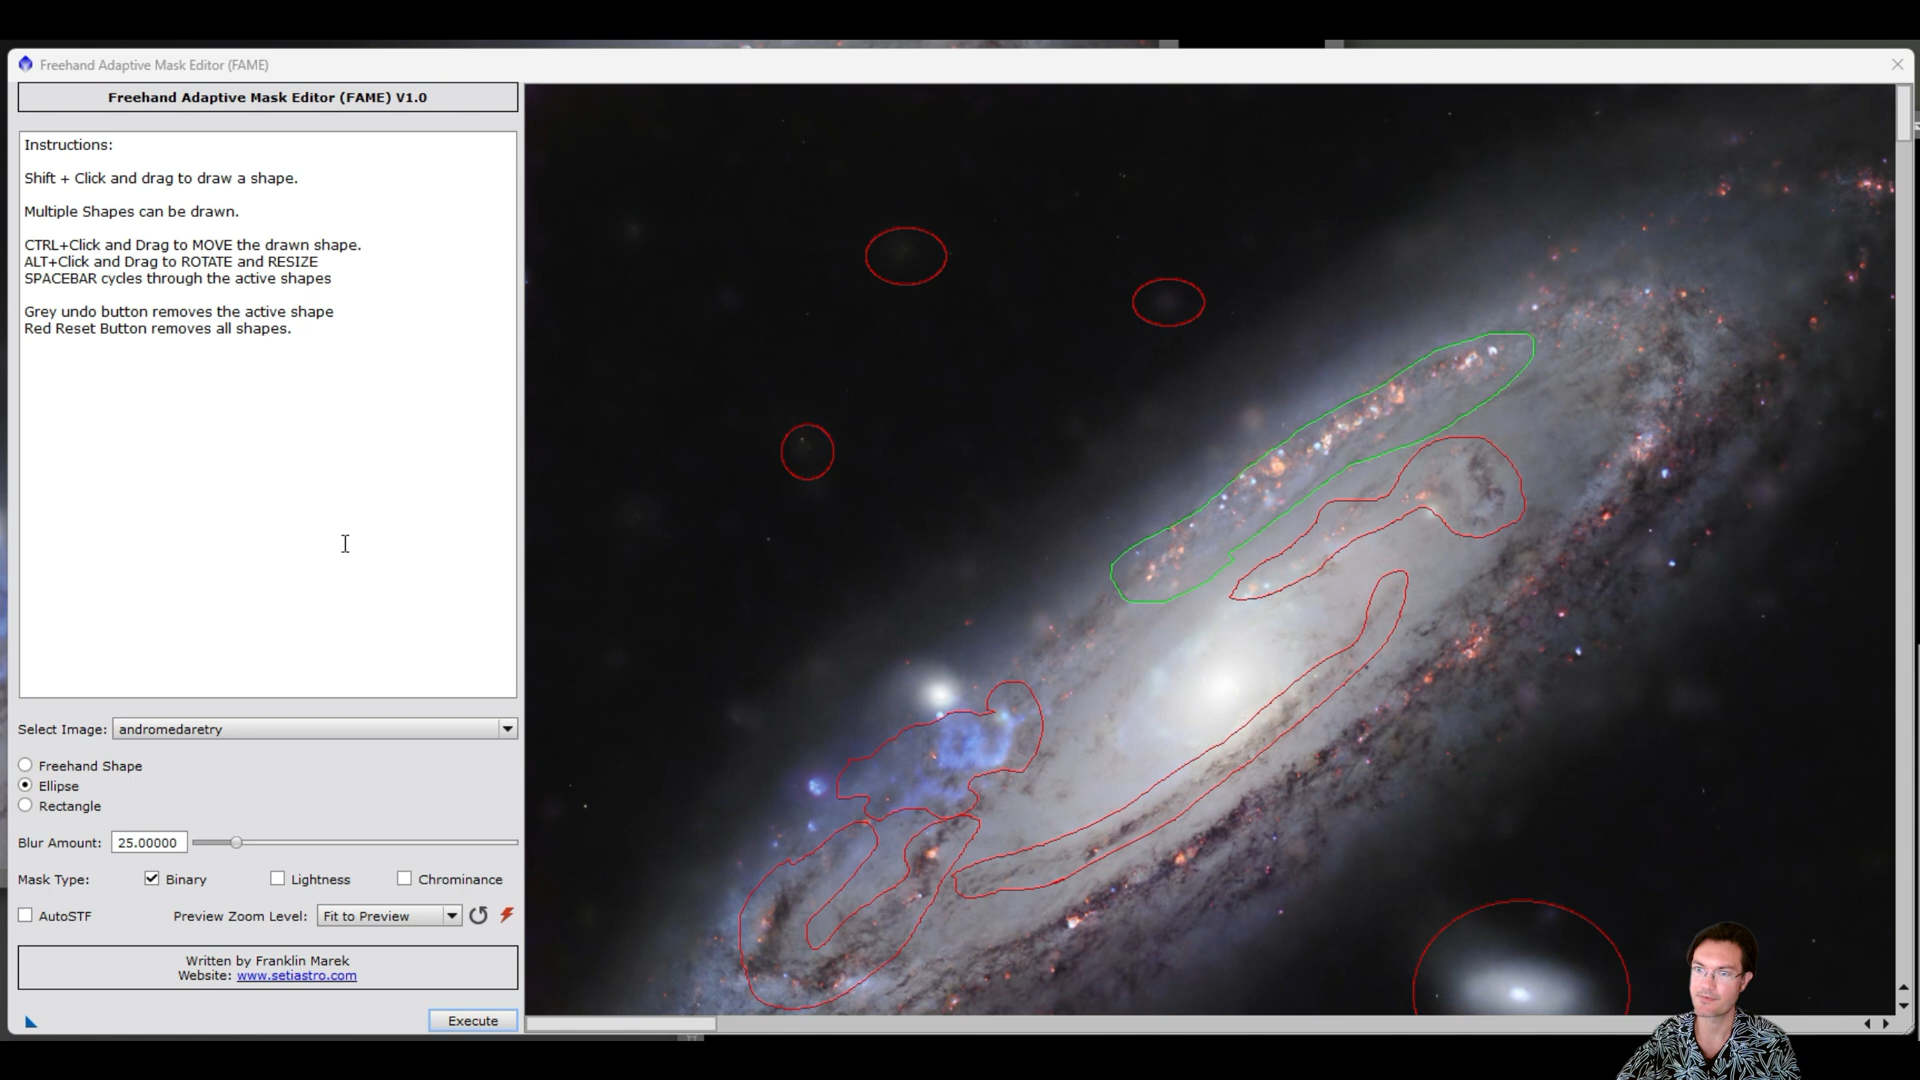 Freehand Adaptive Mask Editor (FAME)
Freehand Adaptive Mask Editor (FAME) V1.0
Instructions:
Shift + Click and drag to draw a shape.
Multiple Shapes can be drawn.
CTRL+Click and Drag to MOVE the drawn shape.
ALT+Click and Drag to ROTATE and RESIZE
SPACEBAR cycles through the active shapes
Grey undo button removes the active shape
Red Reset Button removes all shapes.
Select Image: andromedaretry
Freehand Shape
Ellipse
Rectangle
Blur Amount: 25.00000
Mask Type: Binary Lightness Chrominance
AutoSTF Preview Zoom Level: Fit to Preview
Written by Franklin Marek
Website: www.setiastro.com
Execute